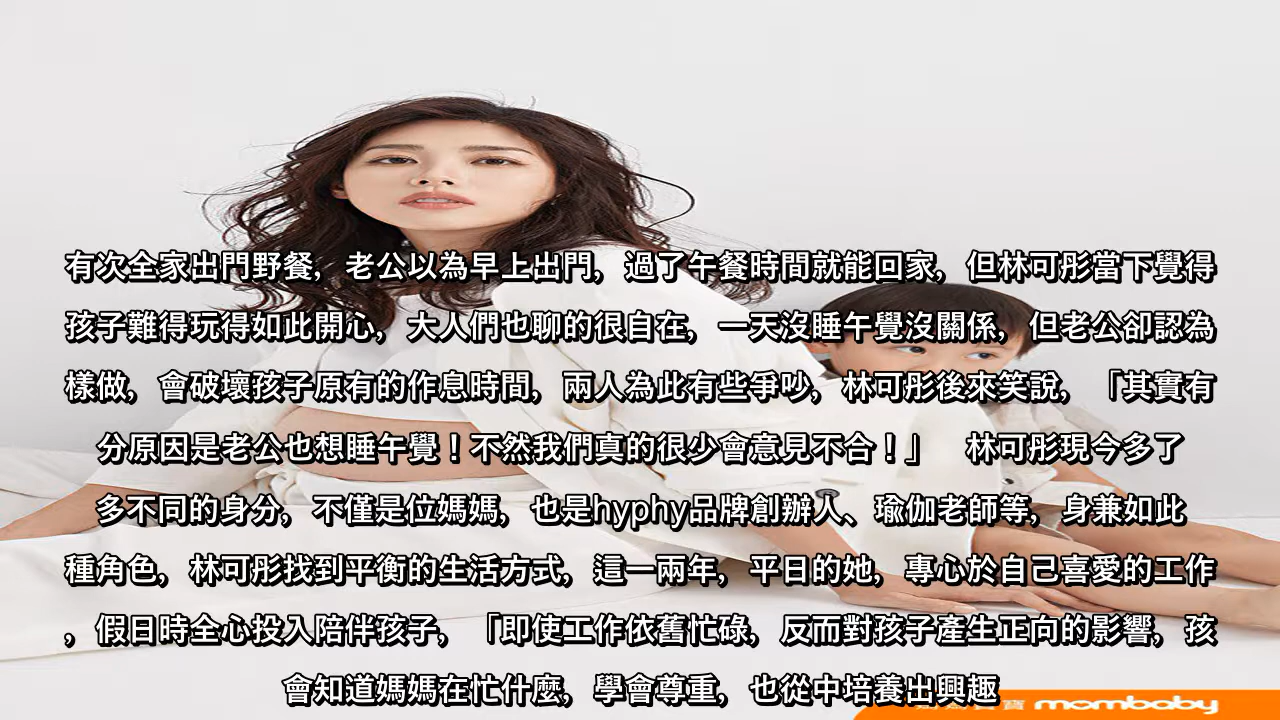 有次全家出門野餐，老公以為早上出門，過了午餐時間就能回家，但林可彤當下覺得
孩子難得玩得如此開心，大人們也聊的很自在，一天沒睡午覺沒關係，但老公卻認為
樣做，會破壞孩子原有的作息時間，兩人為此有些爭吵，林可彤後來笑說，「其實有
分原因是老公也想睡午覺！不然我們真的很少會意見不合！」　林可彤現今多了
多不同的身分，不僅是位媽媽，也是hyphy品牌創辦人、瑜伽老師等，身兼如此
種角色，林可彤找到平衡的生活方式，這一兩年，平日的她，專心於自己喜愛的工作
，假日時全心投入陪伴孩子，「即使工作依舊忙碌，反而對孩子產生正向的影響，孩
會知道媽媽在忙什麼，學會尊重，也從中培養出興趣
mombaby